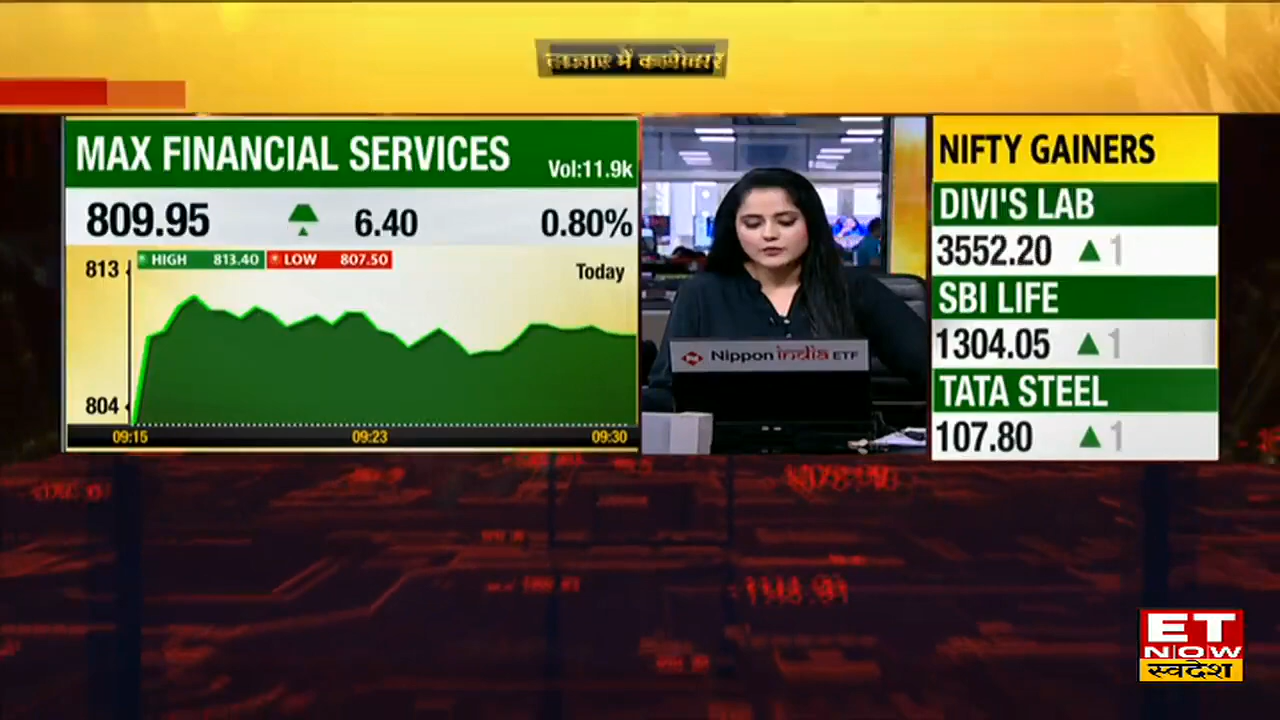 MAX FINANCIAL SERVICES
Vol:11.9k
809.95 6.40 0.80%
HIGH 813.40 LOW 807.50
Today
813
804
09:15 09:23 09:30
Nippon india ETF
NIFTY GAINERS
DIVI'S LAB
3552.20 1
SBI LIFE
1304.05 1
TATA STEEL
107.80 1
ET
NOW
स्वदेश